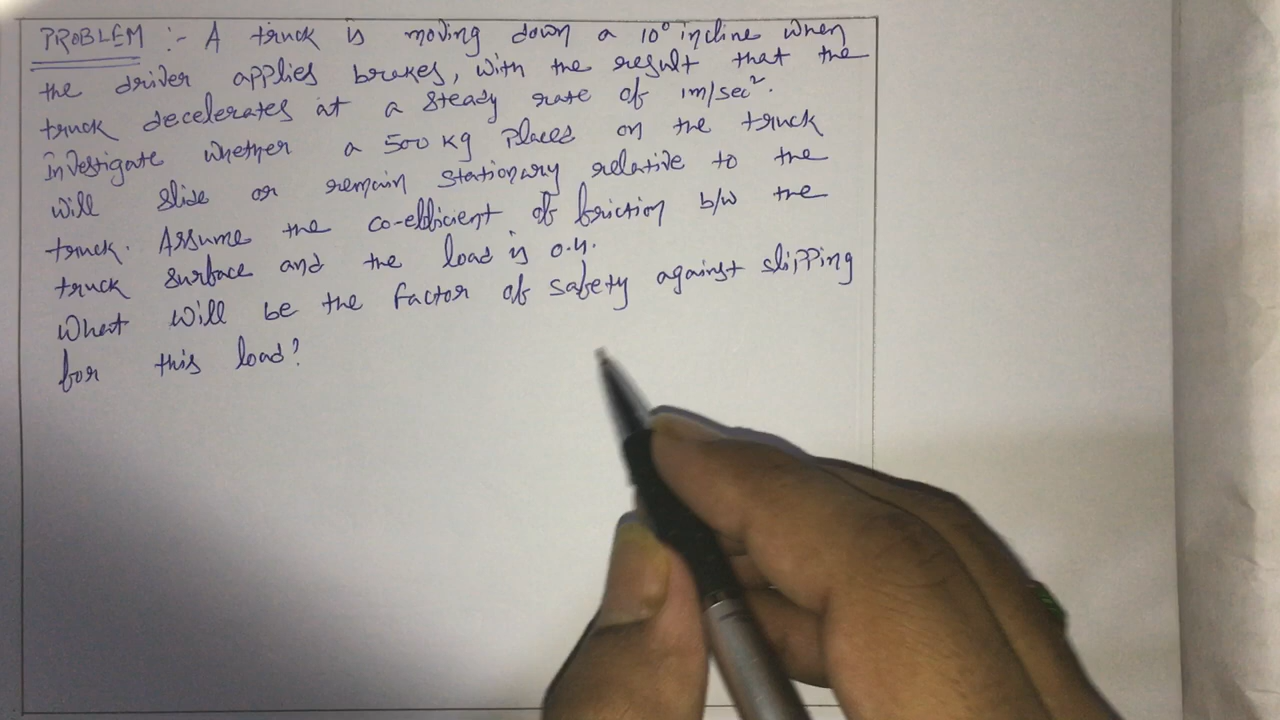 PROBLEM :- A truck is moving down a 10° incline when
the driver applies brakes, with the result that the
truck decelerates at a steady rate of 1m/sec².
Investigate whether a 500 kg places on the truck
will slide or remain stationary relative to the
truck. Assume the co-efficient of friction b/w the
truck surface and the load is 0.4.
What will be the factor of safety against slipping
for this load?